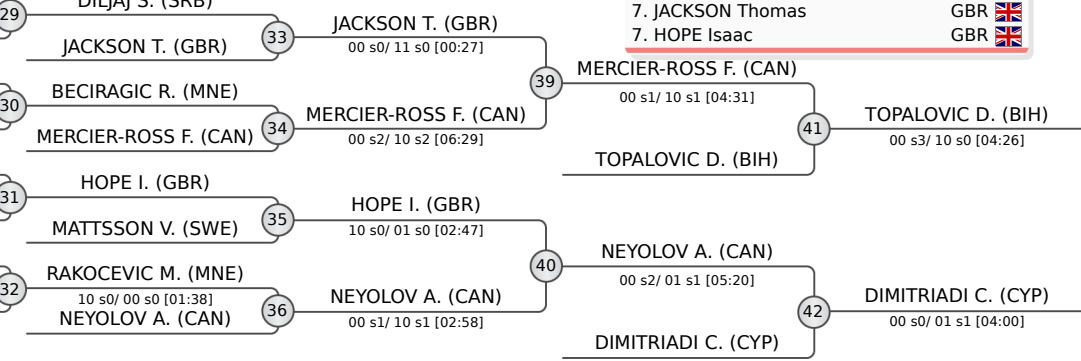 DILJAJ S. (SRB)
29
JACKSON T. (GBR)
33
JACKSON T. (GBR)
00 s0/ 11 s0 [00:27]
7. JACKSON Thomas GBR
7. HOPE Isaac GBR
BECIRAGIC R. (MNE)
30
MERCIER-ROSS F. (CAN)
34
MERCIER-ROSS F. (CAN)
00 s2/ 10 s2 [06:29]
39
MERCIER-ROSS F. (CAN)
00 s1/ 10 s1 [04:31]
TOPALOVIC D. (BIH)
41
TOPALOVIC D. (BIH)
00 s3/ 10 s0 [04:26]
HOPE I. (GBR)
31
MATTSSON V. (SWE)
35
HOPE I. (GBR)
10 s0/ 01 s0 [02:47]
RAKOCEVIC M. (MNE)
32
10 s0/ 00 s0 [01:38]
NEYOLOV A. (CAN)
36
NEYOLOV A. (CAN)
00 s1/ 10 s1 [02:58]
40
NEYOLOV A. (CAN)
00 s2/ 01 s1 [05:20]
DIMITRIADI C. (CYP)
42
DIMITRIADI C. (CYP)
00 s0/ 01 s1 [04:00]